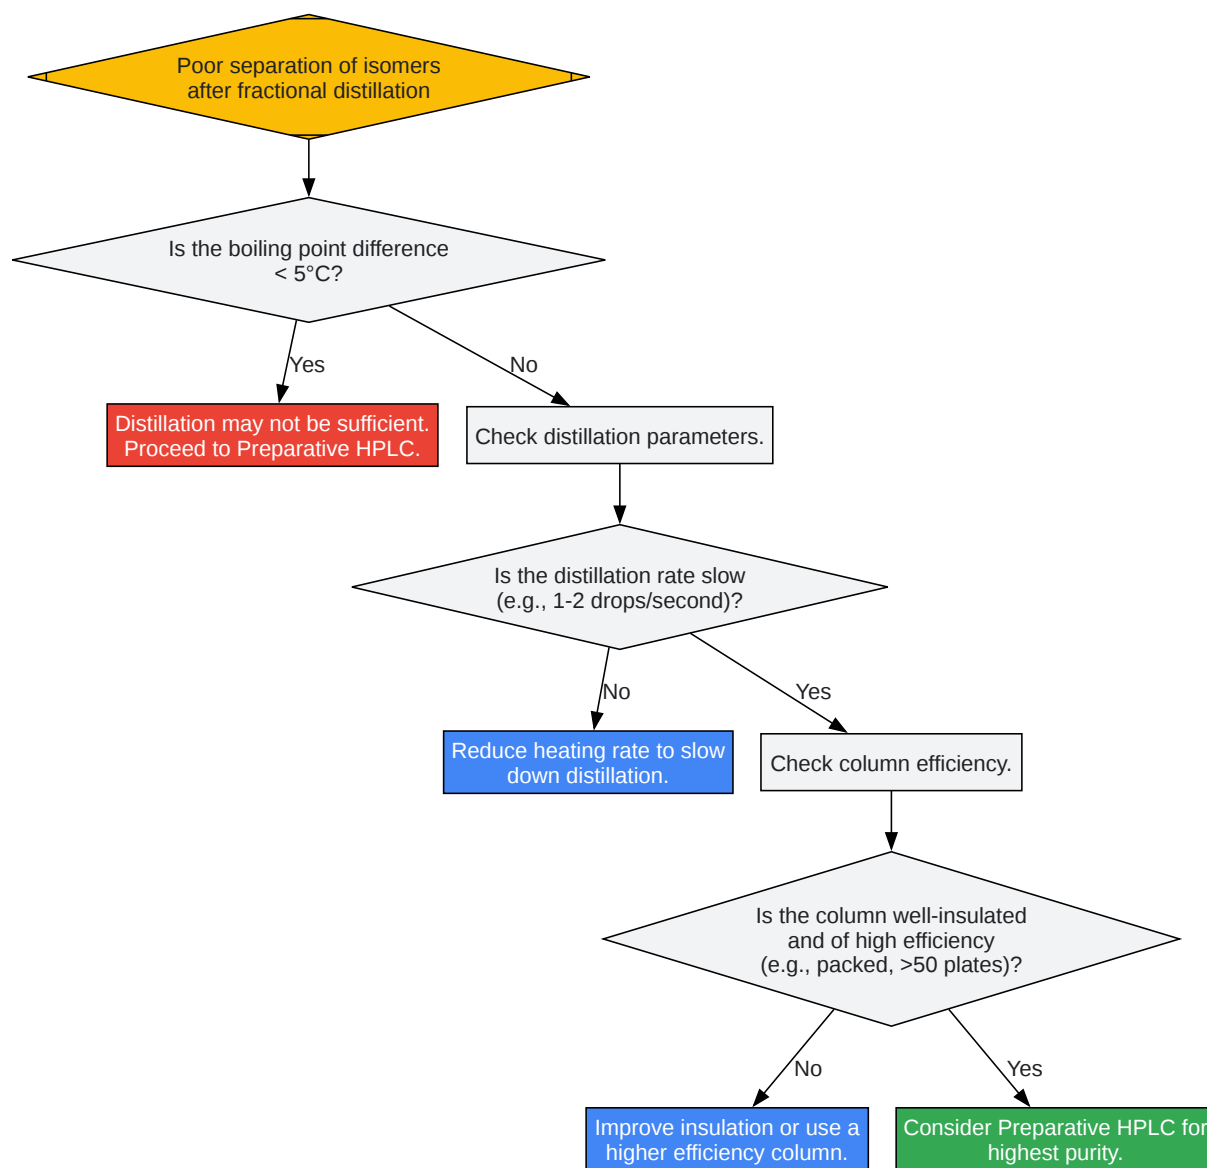 Poor separation of isomers
after fractional distillation
Is the boiling point difference
< 5°C?
Yes
No
Distillation may not be sufficient.
Proceed to Preparative HPLC.
Check distillation parameters.
Is the distillation rate slow
(e.g., 1-2 drops/second)?
No
Yes
Reduce heating rate to slow
down distillation.
Check column efficiency.
Is the column well-insulated
and of high efficiency
(e.g., packed, >50 plates)?
No
Yes
Improve insulation or use a
higher efficiency column.
Consider Preparative HPLC for
highest purity.